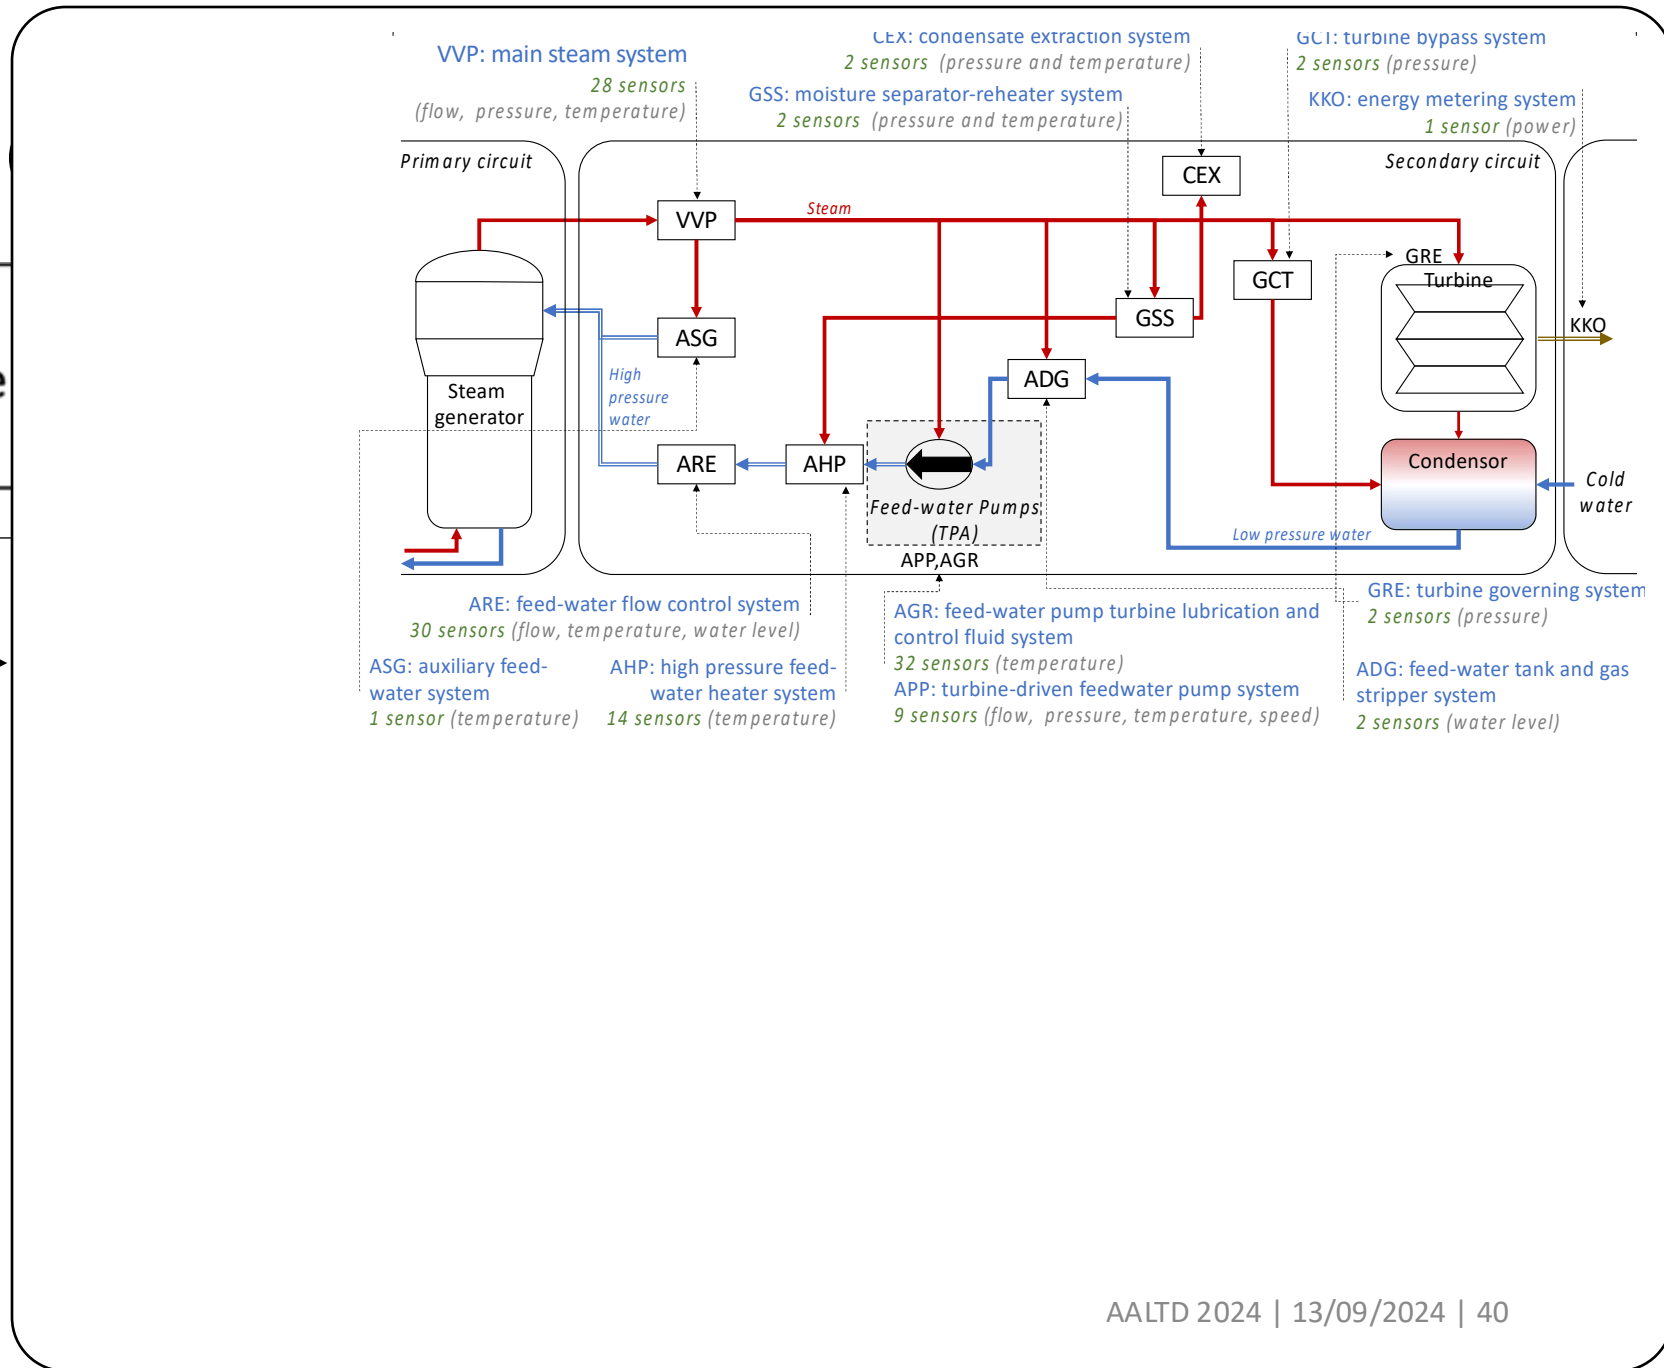 CEX: condensate extraction system
2 sensors (pressure and temperature)
GCT: turbine bypass system
2 sensors (pressure)
VVP: main steam system
28 sensors
(flow, pressure, temperature)
GSS: moisture separator-reheater system
2 sensors (pressure and temperature)
KKO: energy metering system
1 sensor (power)
Primary circuit
Secondary circuit
CEX
VVP
Steam
GRE
Turbine
GCT
GSS
KKO
ASG
High
pressure
water
ADG
Steam
generator
ARE
AHP
Feed-water Pumps
(TPA)
APP,AGR
Condensor
Cold
water
Low pressure water
ARE: feed-water flow control system
30 sensors (flow, temperature, water level)
ASG: auxiliary feed-
water system
1 sensor (temperature)
AHP: high pressure feed-
water heater system
14 sensors (temperature)
AGR: feed-water pump turbine lubrication and
control fluid system
32 sensors (temperature)
APP: turbine-driven feedwater pump system
9 sensors (flow, pressure, temperature, speed)
GRE: turbine governing system
2 sensors (pressure)
ADG: feed-water tank and gas
stripper system
2 sensors (water level)
AALTD 2024 | 13/09/2024 | 40